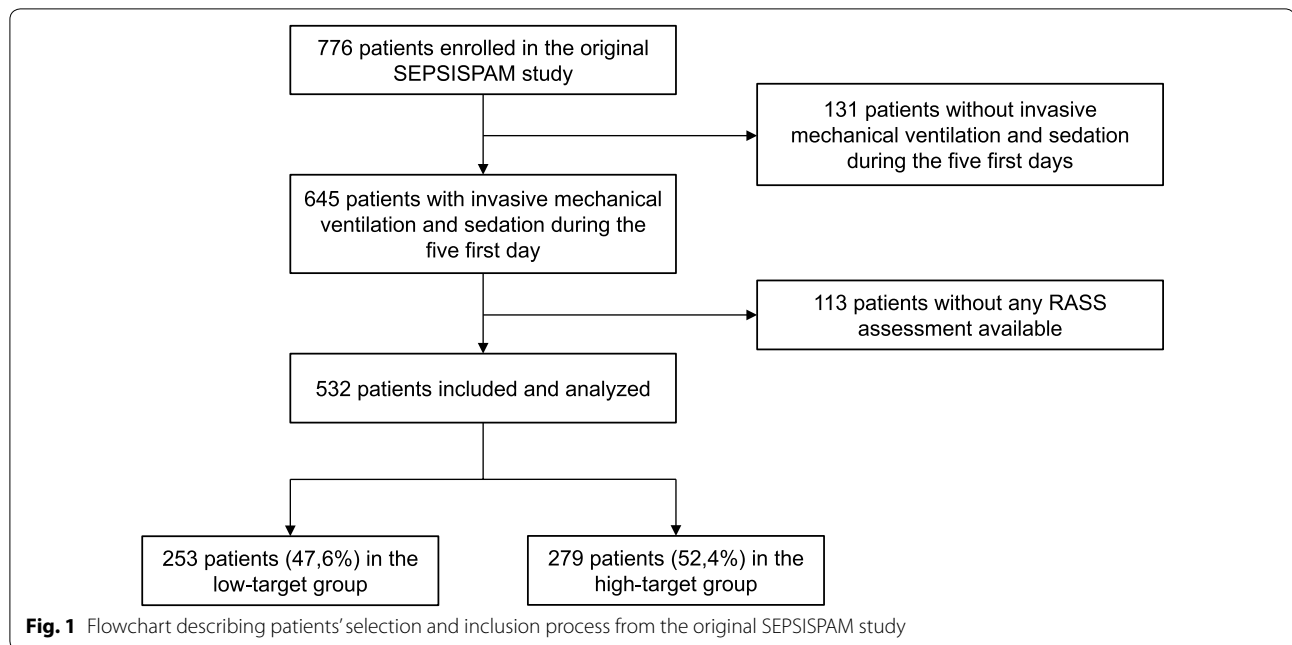 776 patients enrolled in the original
SEPSISPAM study
131 patients without invasive
mechanical ventilation and sedation
during the five first days
645 patients with invasive mechanical
ventilation and sedation during the
five first day
113 patients without any RASS
assessment available
532 patients included and analyzed
253 patients (47,6%) in the
low-target group
279 patients (52,4%) in the
high-target group
Fig. 1 Flowchart describing patients’ selection and inclusion process from the original SEPSISPAM study